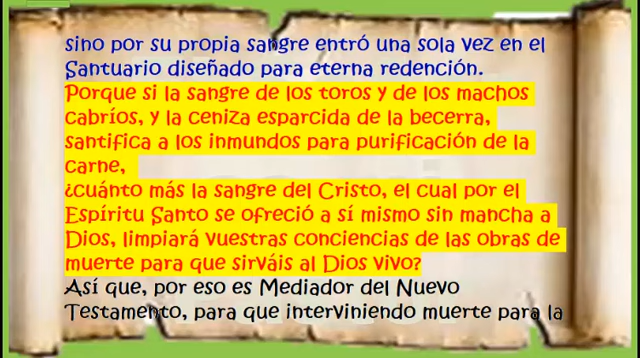 sino por su propia sangre entró una sola vez en el
Santuario diseñado para eterna redención.
Porque si la sangre de los toros y de los machos
cabríos, y la ceniza esparcida de la becerra,
santifica a los inmundos para purificación de la
carne,
¿cuánto más la sangre del Cristo, el cual por el
Espíritu Santo se ofreció a sí mismo sin mancha a
Dios, limpiará vuestras conciencias de las obras de
muerte para que sirváis al Dios vivo?
Así que, por eso es Mediador del Nuevo
Testamento, para que interviniendo muerte para la